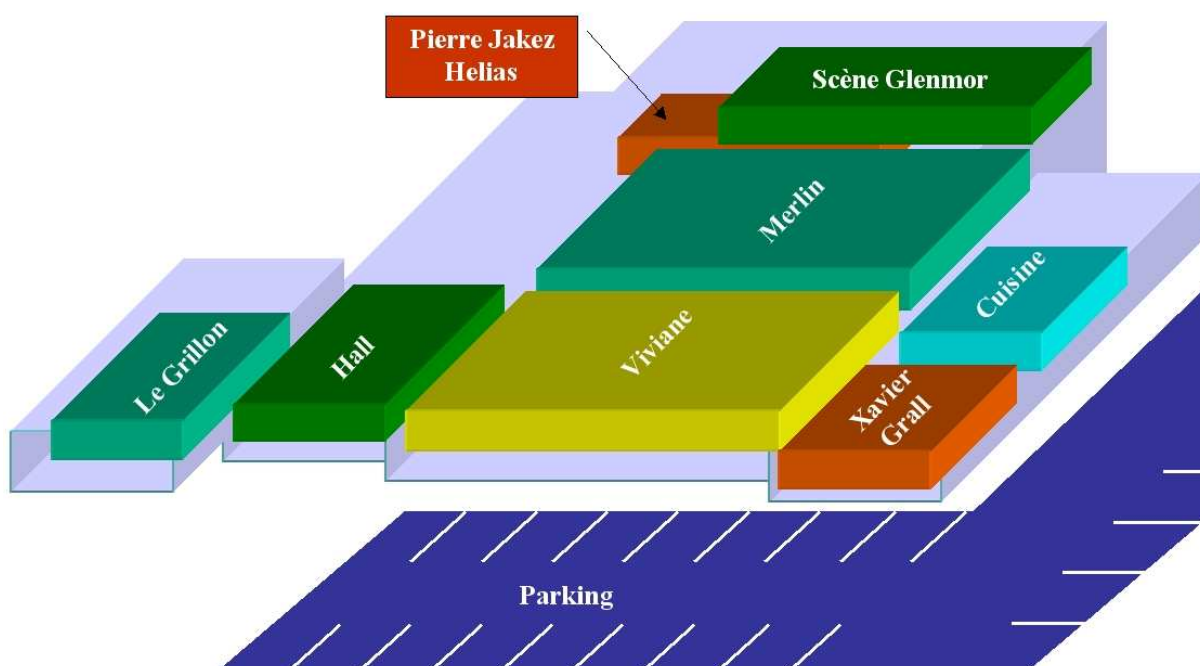 Pierre Jakez
Helias
Scène Glenmor
Merlin
Cuisine
Le Grillon
Hall
Viviane
Xavier
Grall
Parking